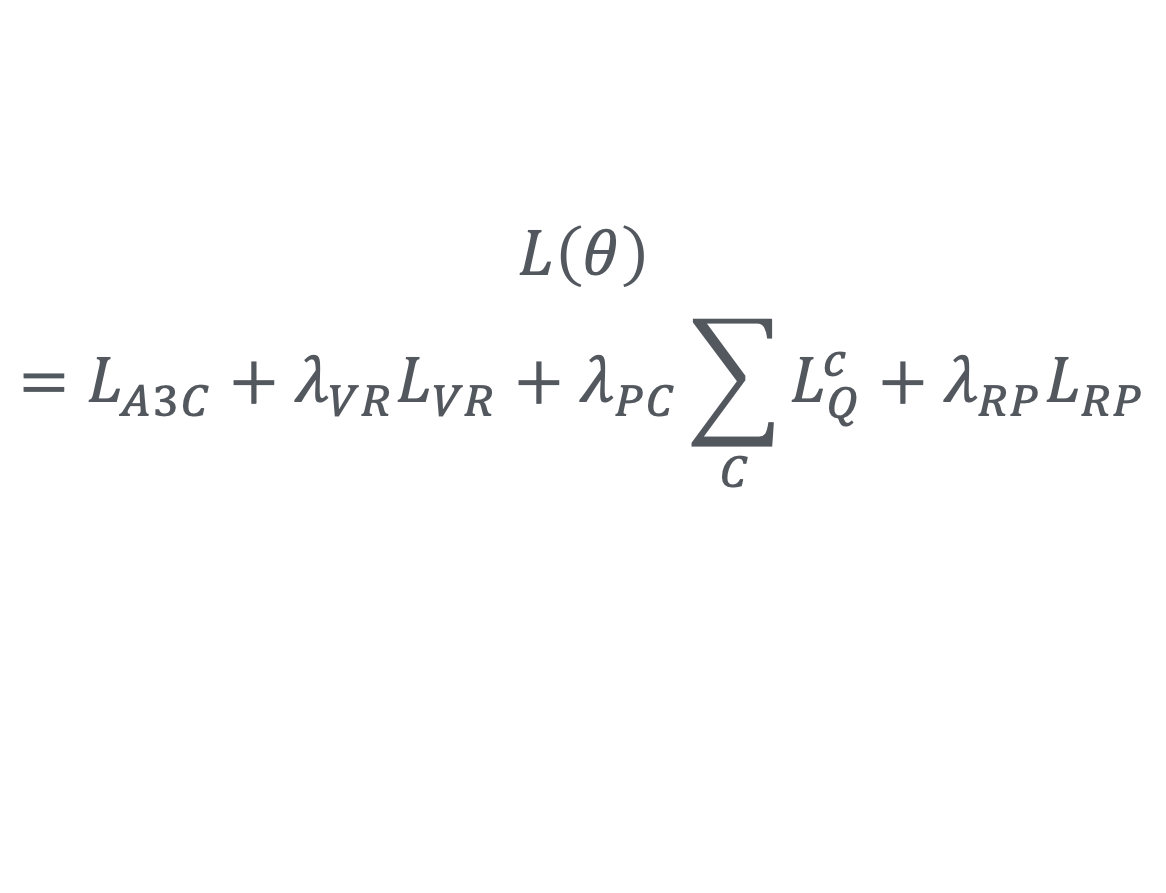 L(θ)
= L_{A3C} + λ_{VR}L_{VR} + λ_{PC} ∑_{C} L_{Q}^{c} + λ_{RP}L_{RP}